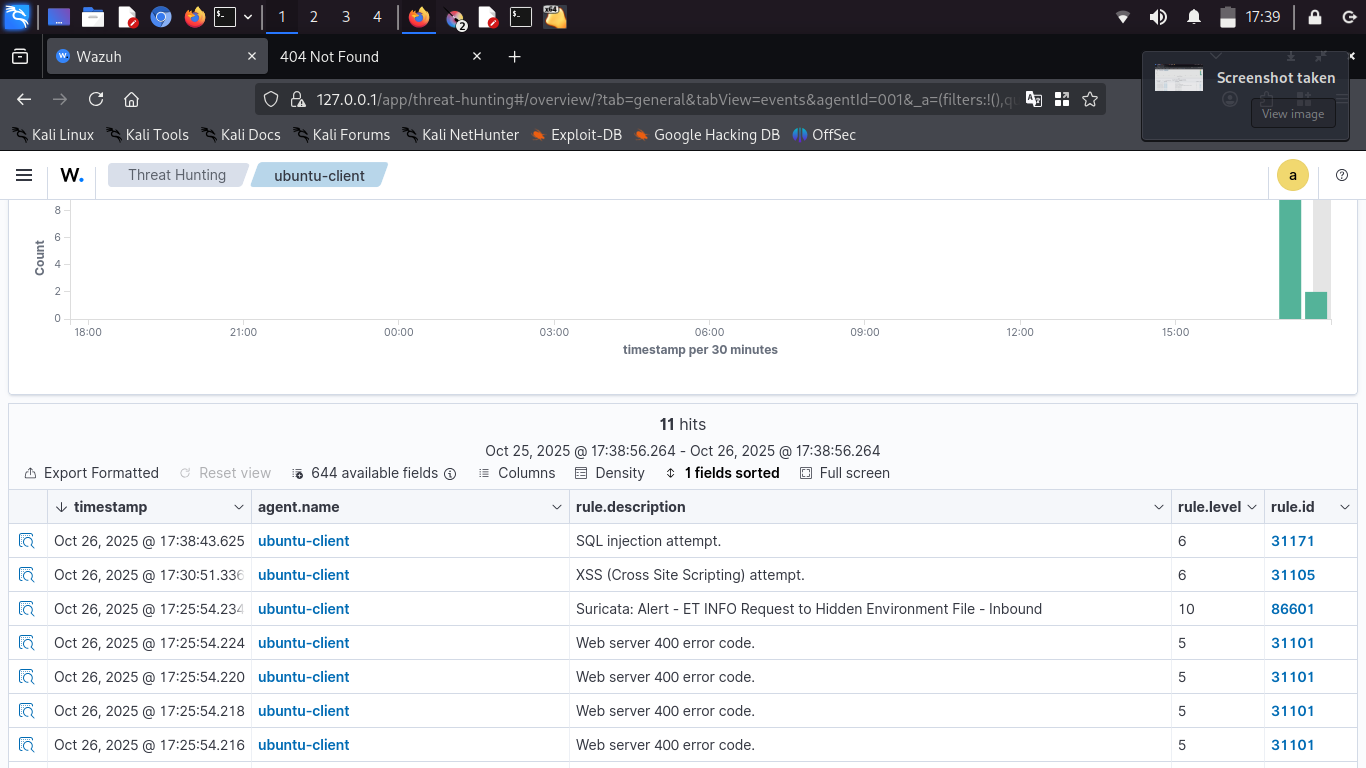 1 2 3 4 x64 2 17:39
Wazuh 404 Not Found
Screenshot taken
View image
127.0.0.1/app/threat-hunting#/overview/?tab=general&tabView=events&agentId=001&_a=(filters:!(),qu
Kali Linux Kali Tools Kali Docs Kali Forums Kali NetHunter Exploit-DB Google Hacking DB OffSec
W. Threat Hunting ubuntu-client a
Count
8
6
4
2
0
18:00 21:00 00:00 03:00 06:00 09:00 12:00 15:00
timestamp per 30 minutes
11 hits
Oct 25, 2025 @ 17:38:56.264 - Oct 26, 2025 @ 17:38:56.264
Export Formatted Reset view 644 available fields Columns Density 1 fields sorted Full screen
timestamp agent.name rule.description rule.level rule.id
Oct 26, 2025 @ 17:38:43.625 ubuntu-client SQL injection attempt. 6 31171
Oct 26, 2025 @ 17:30:51.336 ubuntu-client XSS (Cross Site Scripting) attempt. 6 31105
Oct 26, 2025 @ 17:25:54.234 ubuntu-client Suricata: Alert - ET INFO Request to Hidden Environment File - Inbound 10 86601
Oct 26, 2025 @ 17:25:54.224 ubuntu-client Web server 400 error code. 5 31101
Oct 26, 2025 @ 17:25:54.220 ubuntu-client Web server 400 error code. 5 31101
Oct 26, 2025 @ 17:25:54.218 ubuntu-client Web server 400 error code. 5 31101
Oct 26, 2025 @ 17:25:54.216 ubuntu-client Web server 400 error code. 5 31101